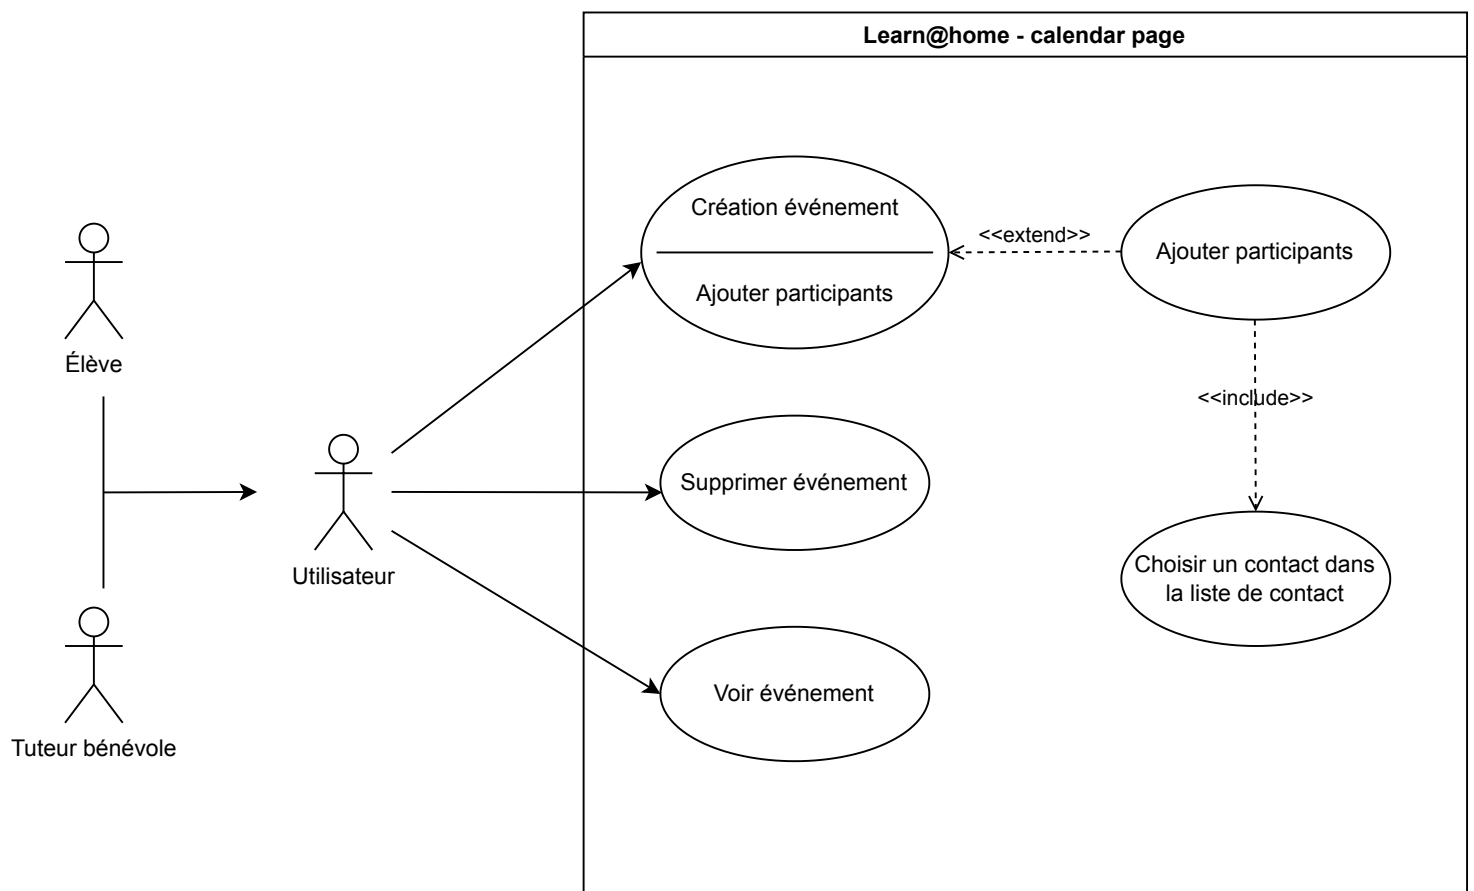 Learn@home - calendar page
Création événement
Ajouter participants
<<extend>>
Ajouter participants
Élève
<<include>>
Supprimer événement
Utilisateur
Choisir un contact dans
la liste de contact
Voir événement
Tuteur bénévole